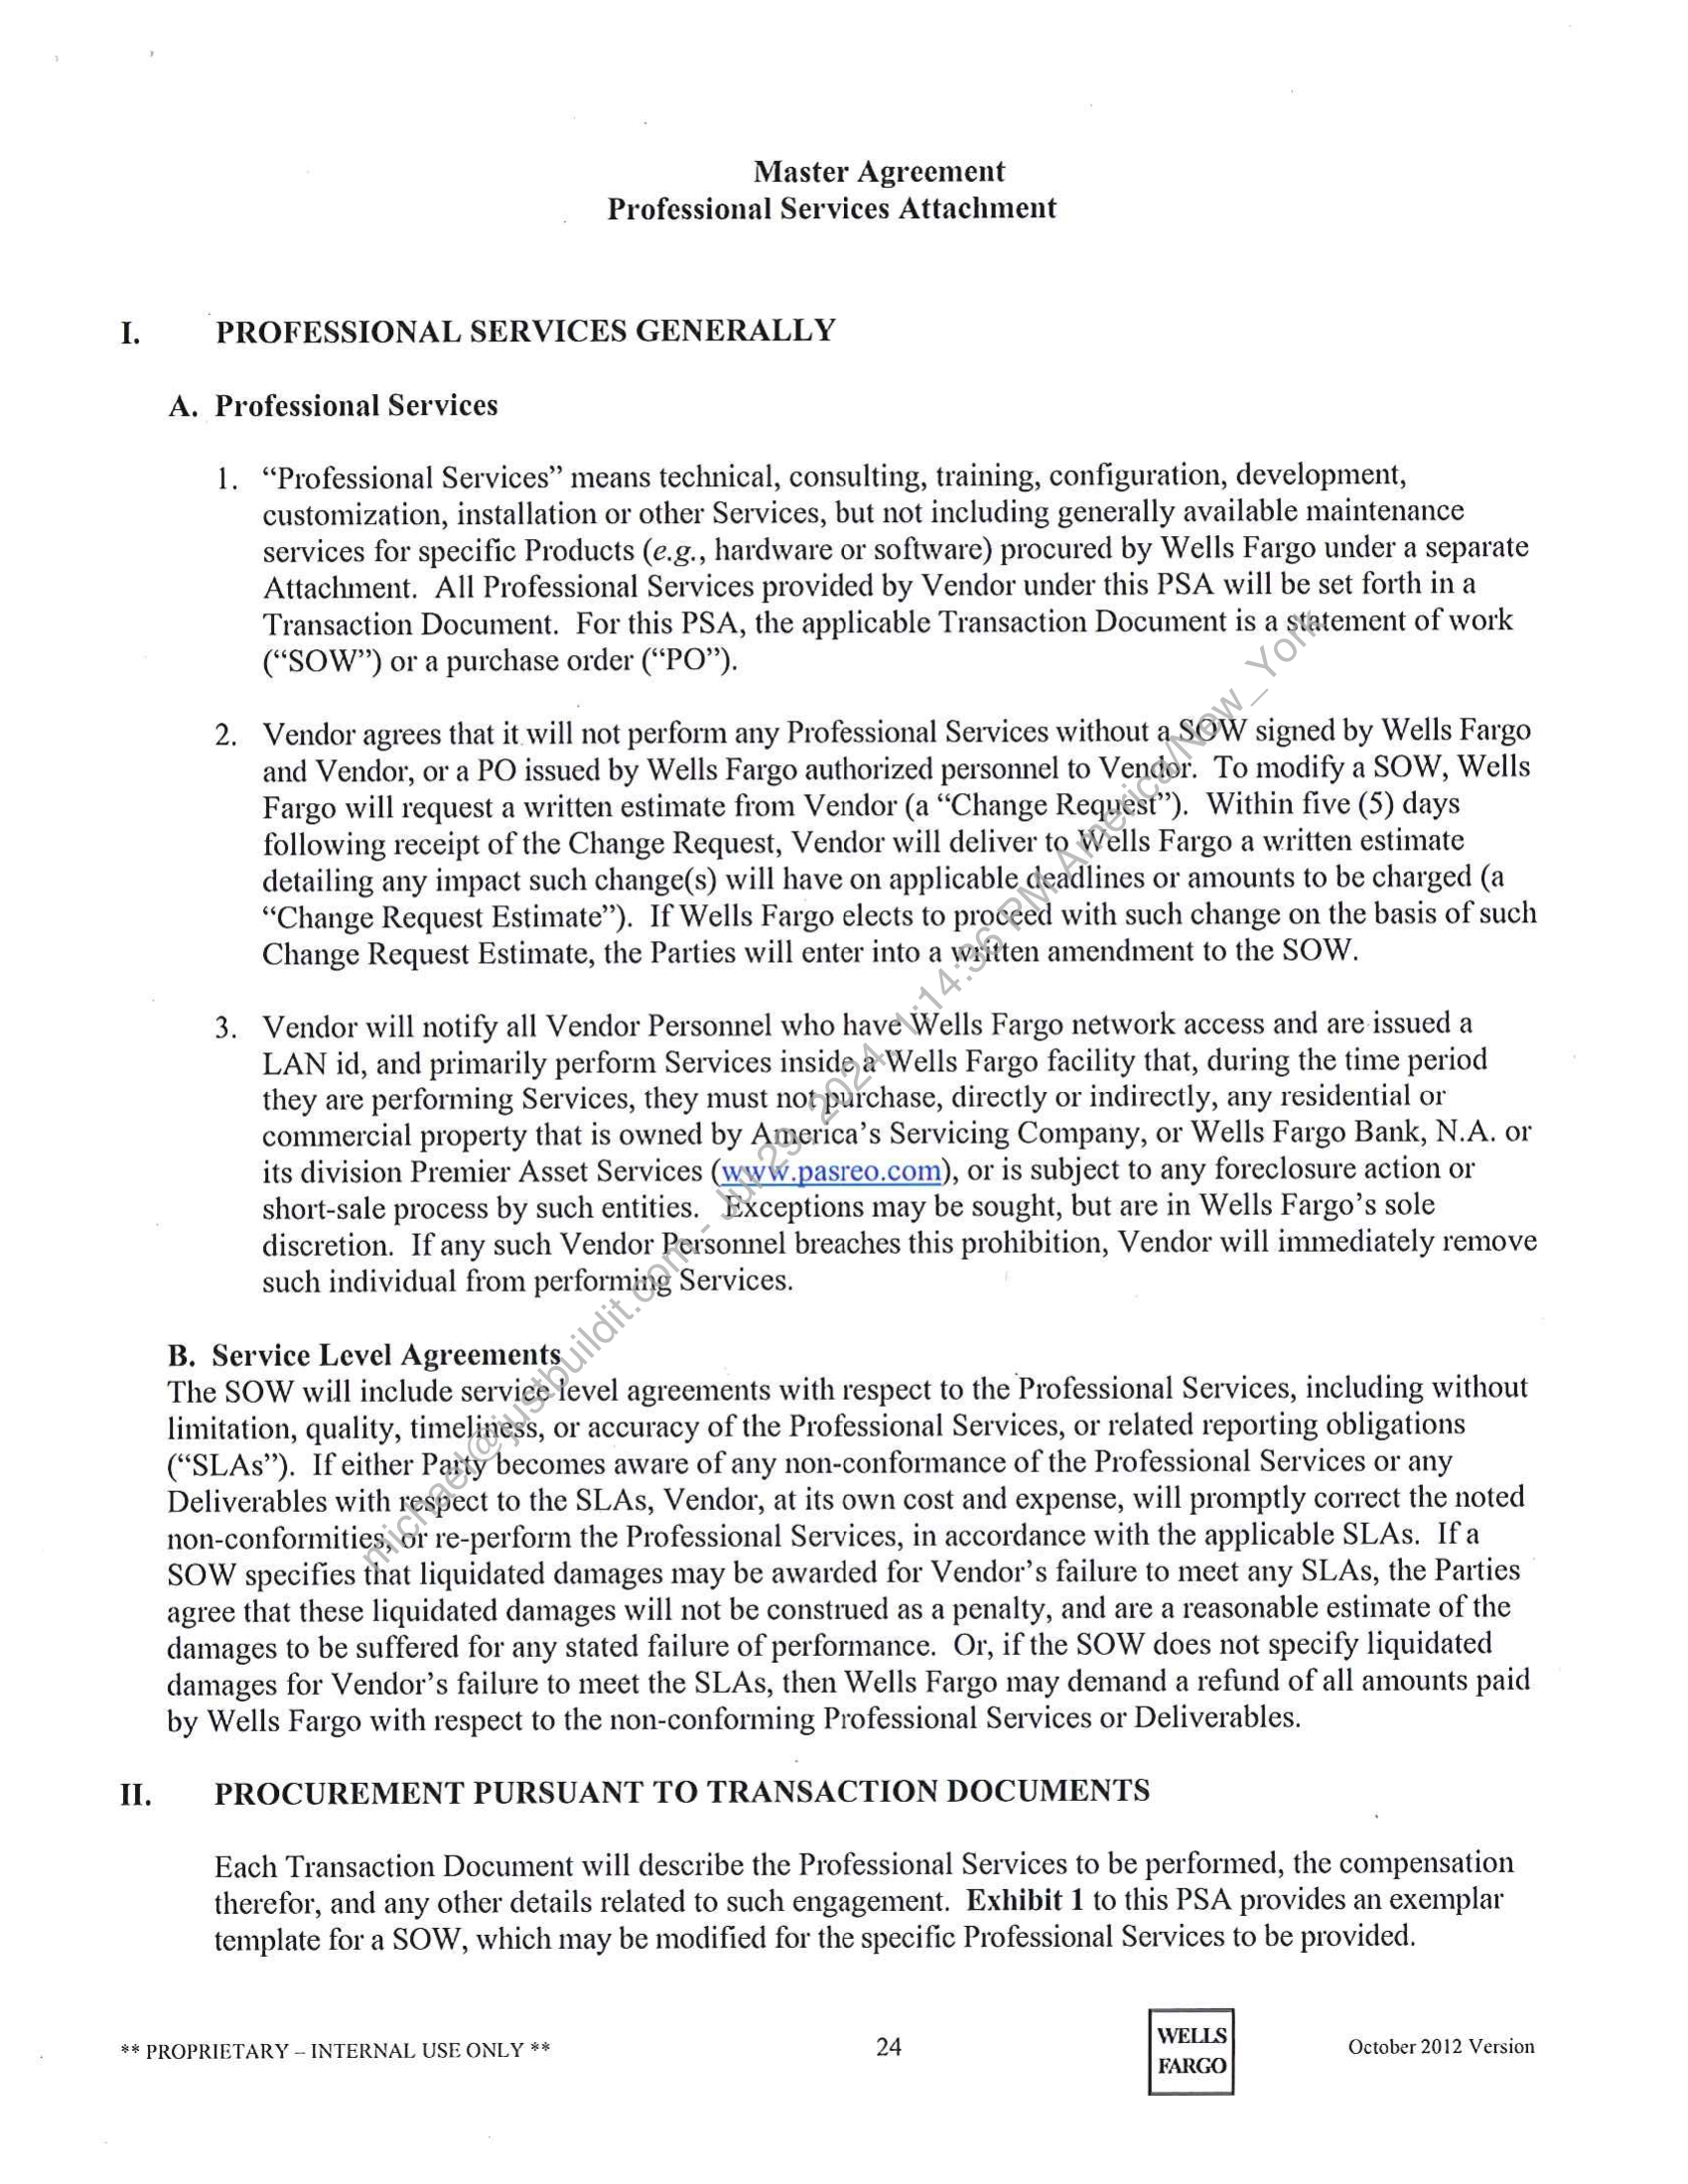 Master Agreement
Professional Services Attachment
I. PROFESSIONAL SERVICES GENERALLY
A. Professional Services
1. “Professional Services” means technical, consulting, training, configuration, development,
customization, installation or other Services, but not including generally available maintenance
services for specific Products (e.g., hardware or software) procured by Wells Fargo under a separate
Attachment. All Professional Services provided by Vendor under this PSA will be set forth in a
Transaction Document. For this PSA, the applicable Transaction Document is a statement of work
(“SOW”) or a purchase order (“PO”).
2. Vendor agrees that it will not perform any Professional Services without a SOW signed by Wells Fargo
and Vendor, or a PO issued by Wells Fargo authorized personnel to Vendor. To modify a SOW, Wells
Fargo will request a written estimate from Vendor (a “Change Request”). Within five (5) days
following receipt of the Change Request, Vendor will deliver to Wells Fargo a written estimate
detailing any impact such change(s) will have on applicable deadlines or amounts to be charged (a
“Change Request Estimate”). If Wells Fargo elects to proceed with such change on the basis of such
Change Request Estimate, the Parties will enter into a written amendment to the SOW.
3. Vendor will notify all Vendor Personnel who have Wells Fargo network access and are issued a
LAN id, and primarily perform Services inside a Wells Fargo facility that, during the time period
they are performing Services, they must not purchase, directly or indirectly, any residential or
commercial property that is owned by America’s Servicing Company, or Wells Fargo Bank, N.A. or
its division Premier Asset Services (www.pasreo.com), or is subject to any foreclosure action or
short-sale process by such entities. Exceptions may be sought, but are in Wells Fargo’s sole
discretion. If any such Vendor Personnel breaches this prohibition, Vendor will immediately remove
such individual from performing Services.
B. Service Level Agreements
The SOW will include service level agreements with respect to the Professional Services, including without
limitation, quality, timeliness, or accuracy of the Professional Services, or related reporting obligations
(“SLAs”). If either Party becomes aware of any non-conformance of the Professional Services or any
Deliverables with respect to the SLAs, Vendor, at its own cost and expense, will promptly correct the noted
non-conformities, or re-perform the Professional Services, in accordance with the applicable SLAs. If a
SOW specifies that liquidated damages may be awarded for Vendor’s failure to meet any SLAs, the Parties
agree that these liquidated damages will not be construed as a penalty, and are a reasonable estimate of the
damages to be suffered for any stated failure of performance. Or, if the SOW does not specify liquidated
damages for Vendor’s failure to meet the SLAs, then Wells Fargo may demand a refund of all amounts paid
by Wells Fargo with respect to the non-conforming Professional Services or Deliverables.
II. PROCUREMENT PURSUANT TO TRANSACTION DOCUMENTS
Each Transaction Document will describe the Professional Services to be performed, the compensation
therefor, and any other details related to such engagement. Exhibit 1 to this PSA provides an exemplar
template for a SOW, which may be modified for the specific Professional Services to be provided.
** PROPRIETARY – INTERNAL USE ONLY **
24
WELLS
FARGO
October 2012 Version
michael@justbuildit.com - Jul 29, 2024, 1:14:36 PM America/New_York